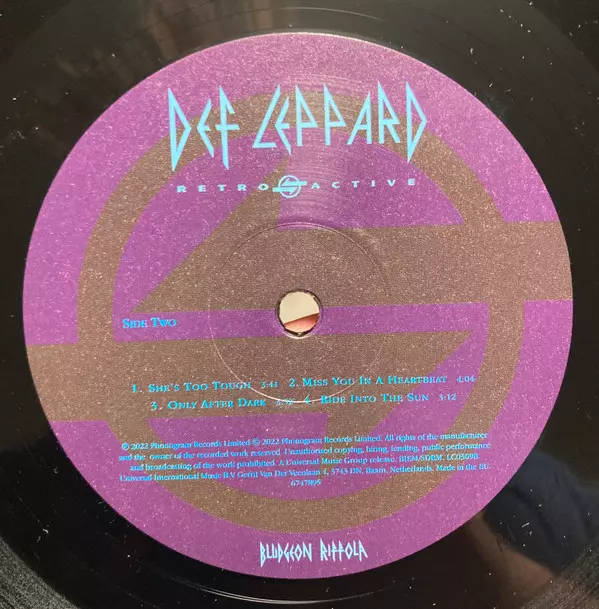 DEF LEPPARD
RETRO ACTIVE
SIDE TWO
1. SHE'S TOO TOUGH 3:41 2. MISS YOU IN A HEARTBEAT 4:04
3. ONLY AFTER DARK 4. RIDE INTO THE SUN 3:12
℗ 2022 Phonogram Records Limited © 2022 Phonogram Records Limited. All rights of the manufacturer
and the owner of the recorded work reserved. Unauthorised copying, hiring, lending, public performance
and broadcasting of the work prohibited. A Universal Music Group release. BIEM/SDRM. LC03098.
Universal International Music B.V. Gerrit Van Der Veenlaan 4, 3743 DN, Baarn, Netherlands. Made in the EU.
BLUDGEON RIFFOLA